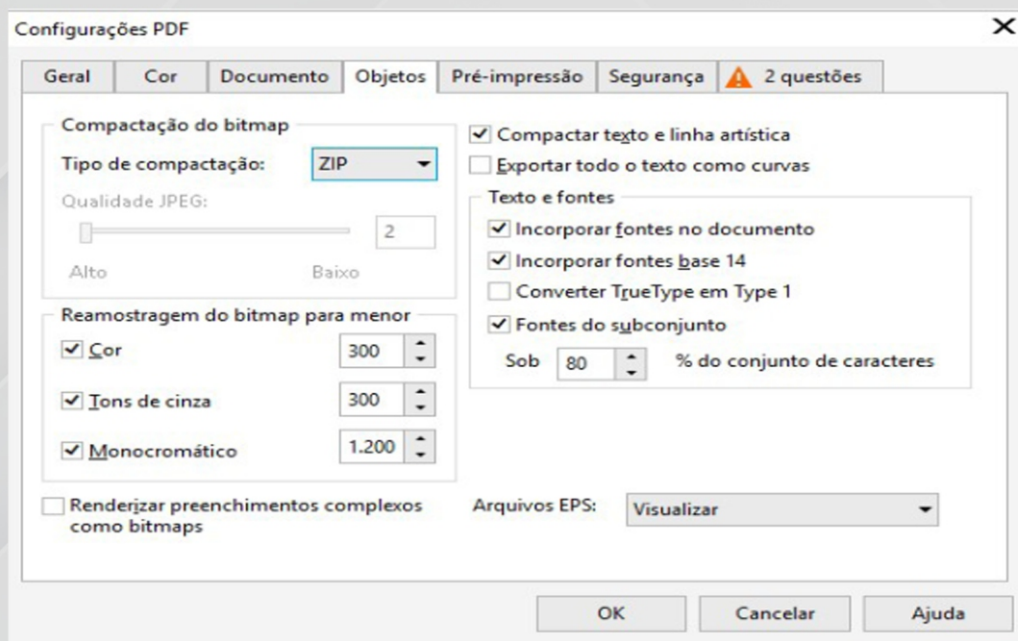 Configurações PDF
Geral Cor Documento Objetos Pré-impressão Segurança 2 questões
Compactação do bitmap
Tipo de compactação: ZIP
Qualidade JPEG:
2
Alto Baixo
Reamostragem do bitmap para menor
Cor 300
Tons de cinza 300
Monocromático 1.200
Renderizar preenchimentos complexos
como bitmaps
Compactar texto e linha artística
Exportar todo o texto como curvas
Texto e fontes
Incorporar fontes no documento
Incorporar fontes base 14
Converter TrueType em Type 1
Fontes do subconjunto
Sob 80 % do conjunto de caracteres
Arquivos EPS: Visualizar
OK Cancelar Ajuda